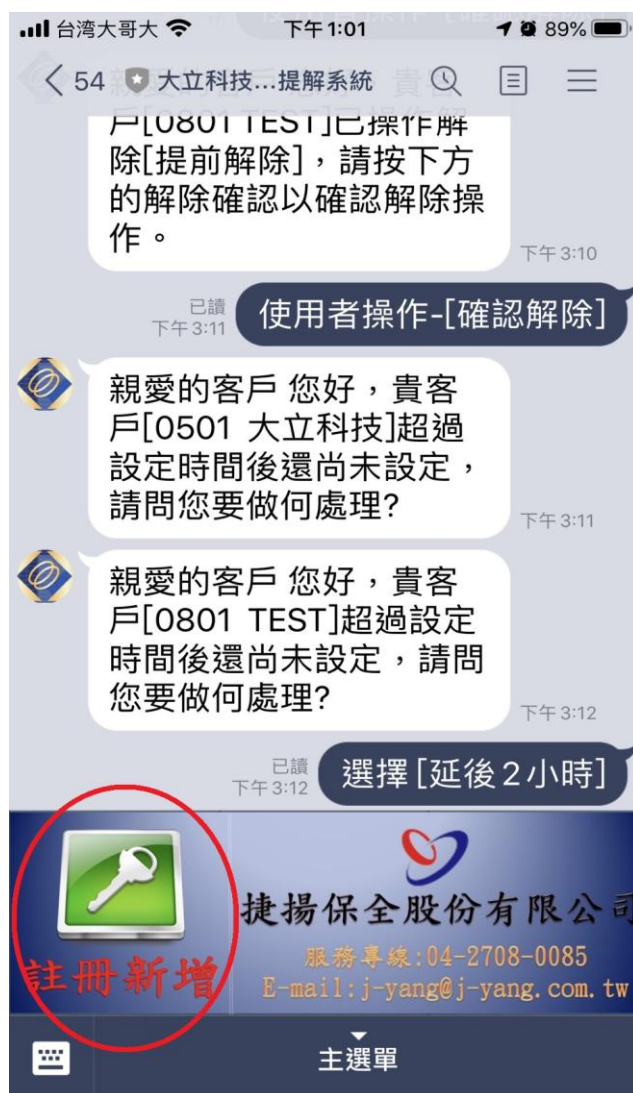 台湾大哥大
下午1:01
89%
54 大立科技...提解系統
戶[0801 TEST]已操作解
除[提前解除]，請按下方
的解除確認以確認解除操
作。
下午 3:10
已讀
下午 3:11
使用者操作-[確認解除]
親愛的客戶 您好，貴客
戶[0501 大立科技]超過
設定時間後還尚未設定，
請問您要做何處理?
下午 3:11
親愛的客戶 您好，貴客
戶[0801 TEST]超過設定
時間後還尚未設定，請問
您要做何處理?
下午 3:12
已讀
下午 3:12
選擇 [延後２小時]
註冊新增
捷揚保全股份有限公司
服務專線:04-2708-0085
E-mail:j-yang@j-yang.com.tw
主選單